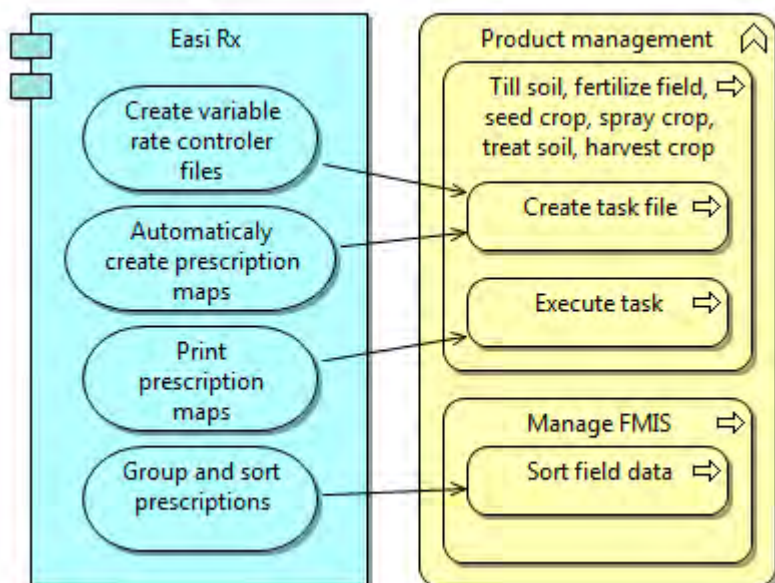 Easi Rx
Create variable
rate controler
files
Automaticaly
create prescription
maps
Print
prescription
maps
Group and sort
prescriptions
Product management
Till soil, fertilize field,
seed crop, spray crop,
treat soil, harvest crop
Create task file
Execute task
Manage FMIS
Sort field data